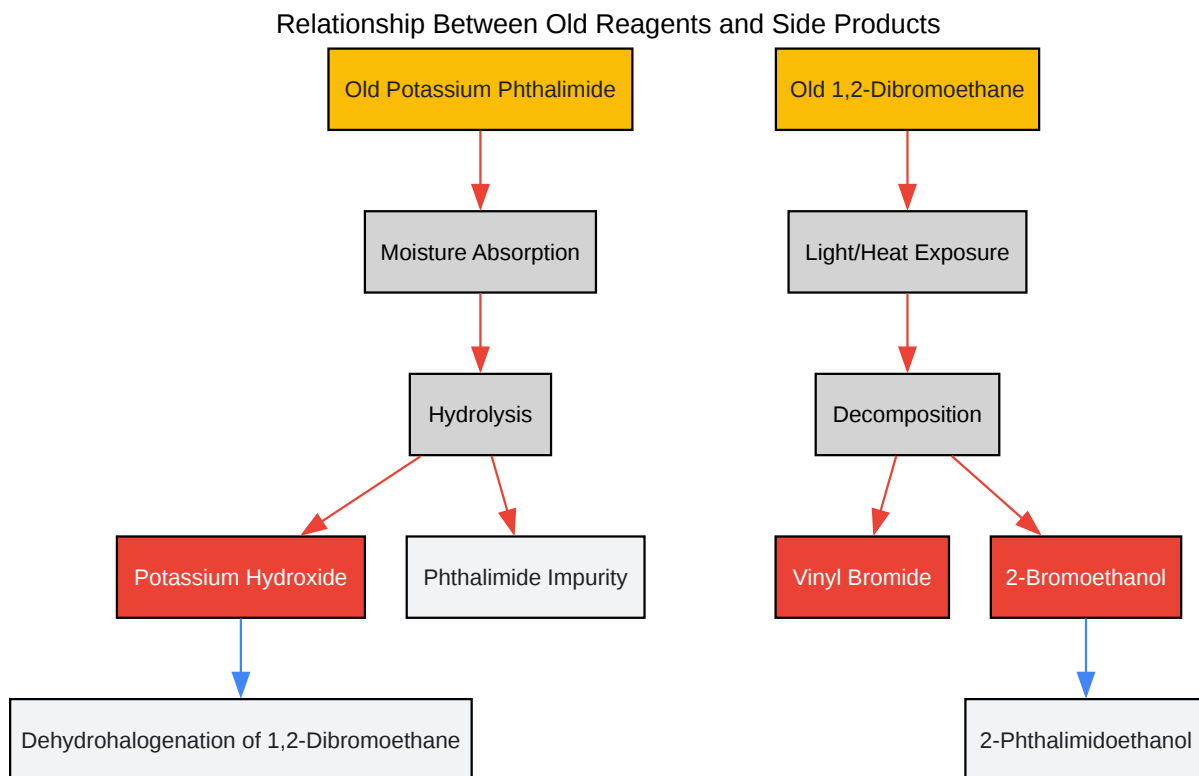 Relationship Between Old Reagents and Side Products
Old Potassium Phthalimide
Old 1,2-Dibromoethane
Moisture Absorption
Light/Heat Exposure
Hydrolysis
Decomposition
Potassium Hydroxide
Phthalimide Impurity
Vinyl Bromide
2-Bromoethanol
Dehydrohalogenation of 1,2-Dibromoethane
2-Phthalimidoethanol